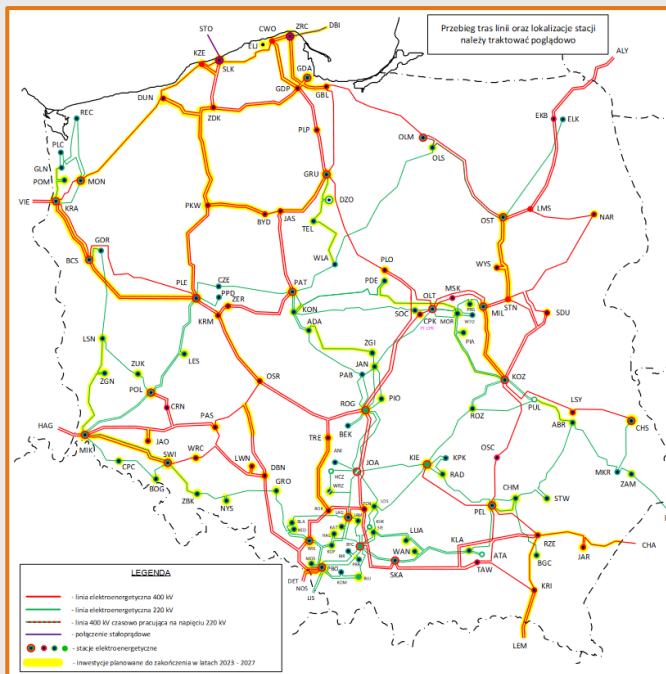 Przebieg tras linii oraz lokalizacje stacji
należy traktować poglądowo
STO
CWO
ZRC
DBI
ELI
KZE
SLK
GDA
ALY
DUN
GDP
GBL
ZDK
REC
EKB
ELK
PLC
PLP
OLM
OLS
GLN
POM
MON
GRU
VIE
KRA
DZO
PKW
BYD
JAS
LMS
NAR
OST
TEL
GOR
BCS
WLA
WYS
PLO
PLE
CZE
PPD
PAT
PDE
OLT
MSK
MIL
STN
ZER
KRM
KON
SOC
CPK
MOR
SDU
ADA
PIA
LSN
ZUK
LES
ZGI
KOZ
ZGN
JAN
PAB
POL
OSR
PIO
PUL
LSY
CRN
ROG
ROZ
ABR
CHS
HAG
MIK
JAO
PAS
TRE
BEK
SWI
WRC
LWN
ANI
JOA
KIE
KPK
OSC
CPC
BOG
DBN
HCZ
WRZ
RAD
MKR
ZAM
ZBK
NYS
GRO
CHM
STW
PEL
LUA
WAN
KLA
ATA
RZE
JAR
CHA
BGC
SKA
TAW
KRI
DET
NOS
LIS
KOM
LEM
LEGENDA
- linia elektroenergetyczna 400 kV
- linia elektroenergetyczna 220 kV
- linia 400 kV czasowo pracująca na napięciu 220 kV
- połączenie stałoprądowe
- stacje elektroenergetyczne
- inwestycje planowane do zakończenia w latach 2023 - 2027